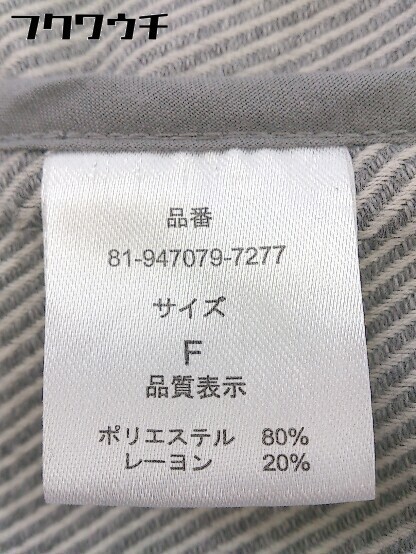 フクワウチ
品番
81-947079-7277
サイズ
F
品質表示
ポリエステル 80%
レーヨン 20%